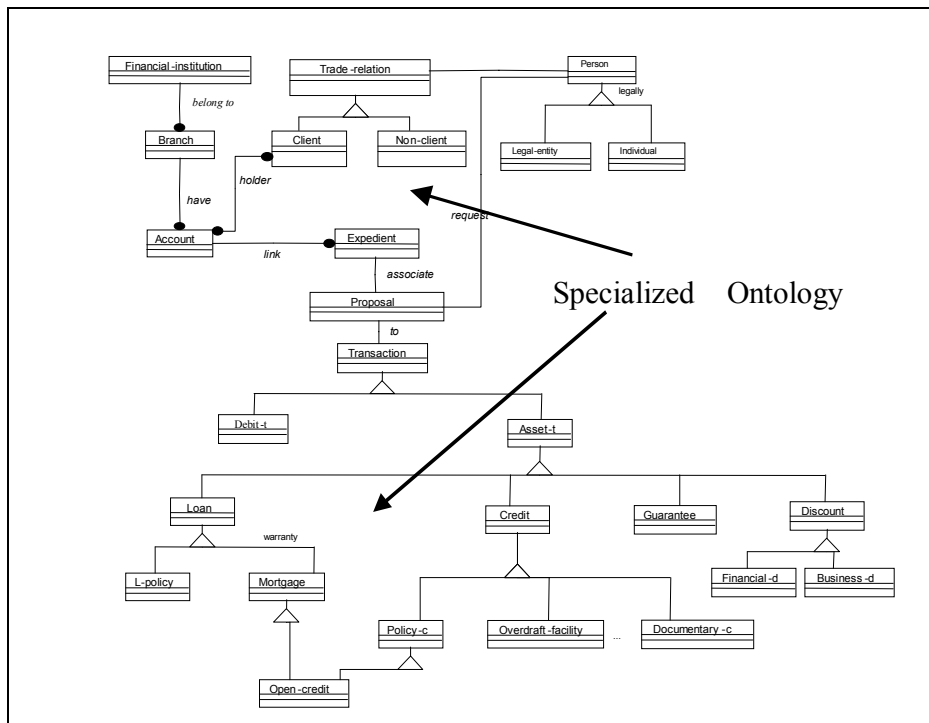 Financial-institution
Trade-relation
Person
legally
belong to
Branch
Client
Non-client
Legal-entity
Individual
holder
have
request
Account
link
Expedient
associate
Specialized Ontology
Proposal
to
Transaction
Debit-t
Asset-t
Loan
Credit
Guarantee
Discount
warranty
L-policy
Mortgage
Financial-d
Business-d
Policy-c
Overdraft-facility
...
Documentary-c
Open-credit